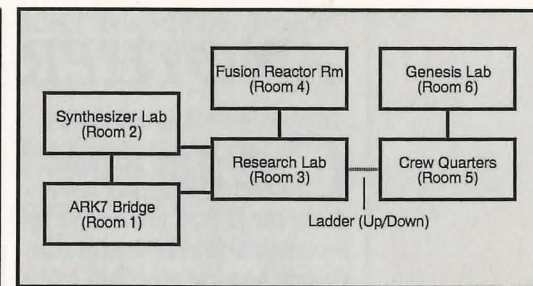 Fusion Reactor Rm
(Room 4)
Genesis Lab
(Room 6)
Synthesizer Lab
(Room 2)
Research Lab
(Room 3)
Crew Quarters
(Room 5)
ARK7 Bridge
(Room 1)
Ladder (Up/Down)